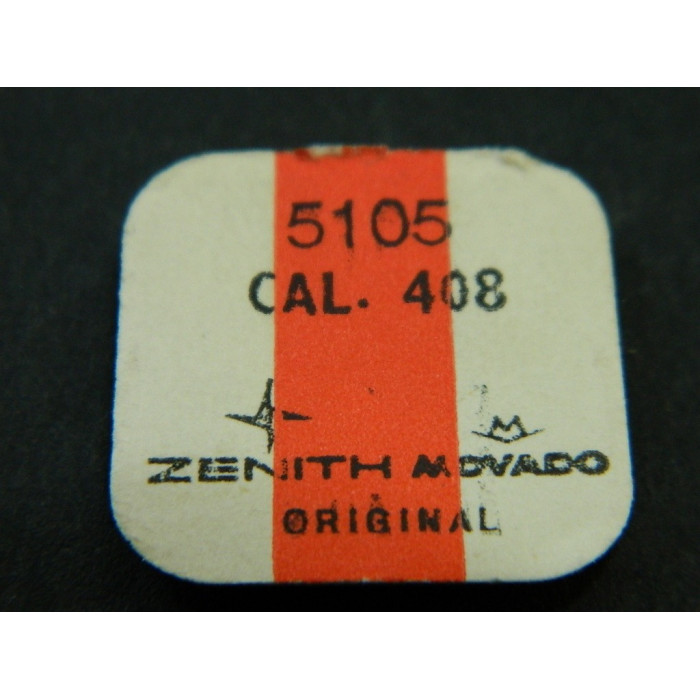 5105
CAL. 408
M
ZENITH MOVADO
ORIGINAL